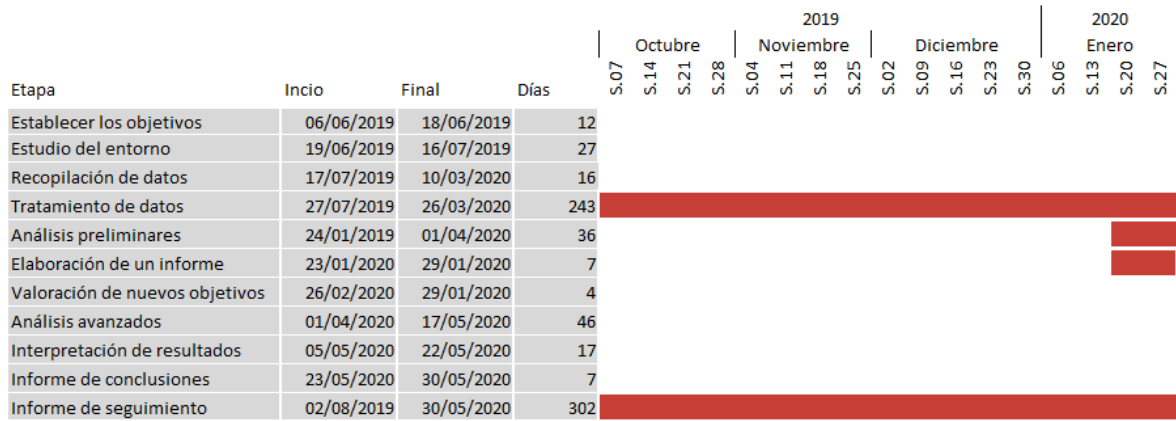 2019 2020
Octubre Noviembre Diciembre Enero
Etapa Incio Final Días S.07 S.14 S.21 S.28 S.04 S.11 S.18 S.25 S.02 S.09 S.16 S.23 S.30 S.06 S.13 S.20 S.27
Establecer los objetivos 06/06/2019 18/06/2019 12
Estudio del entorno 19/06/2019 16/07/2019 27
Recopilación de datos 17/07/2019 10/03/2020 16
Tratamiento de datos 27/07/2019 26/03/2020 243
Análisis preliminares 24/01/2019 01/04/2020 36
Elaboración de un informe 23/01/2020 29/01/2020 7
Valoración de nuevos objetivos 26/02/2020 29/01/2020 4
Análisis avanzados 01/04/2020 17/05/2020 46
Interpretación de resultados 05/05/2020 22/05/2020 17
Informe de conclusiones 23/05/2020 30/05/2020 7
Informe de seguimiento 02/08/2019 30/05/2020 302